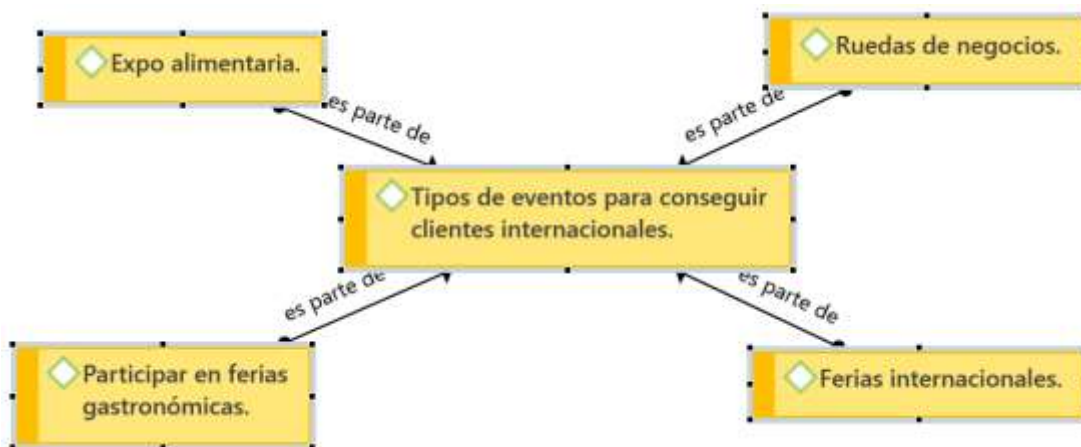 Expo alimentaria.
Ruedas de negocios.
es parte de
es parte de
Tipos de eventos para conseguir
clientes internacionales.
es parte de
es parte de
Participar en ferias
gastronómicas.
Ferias internacionales.